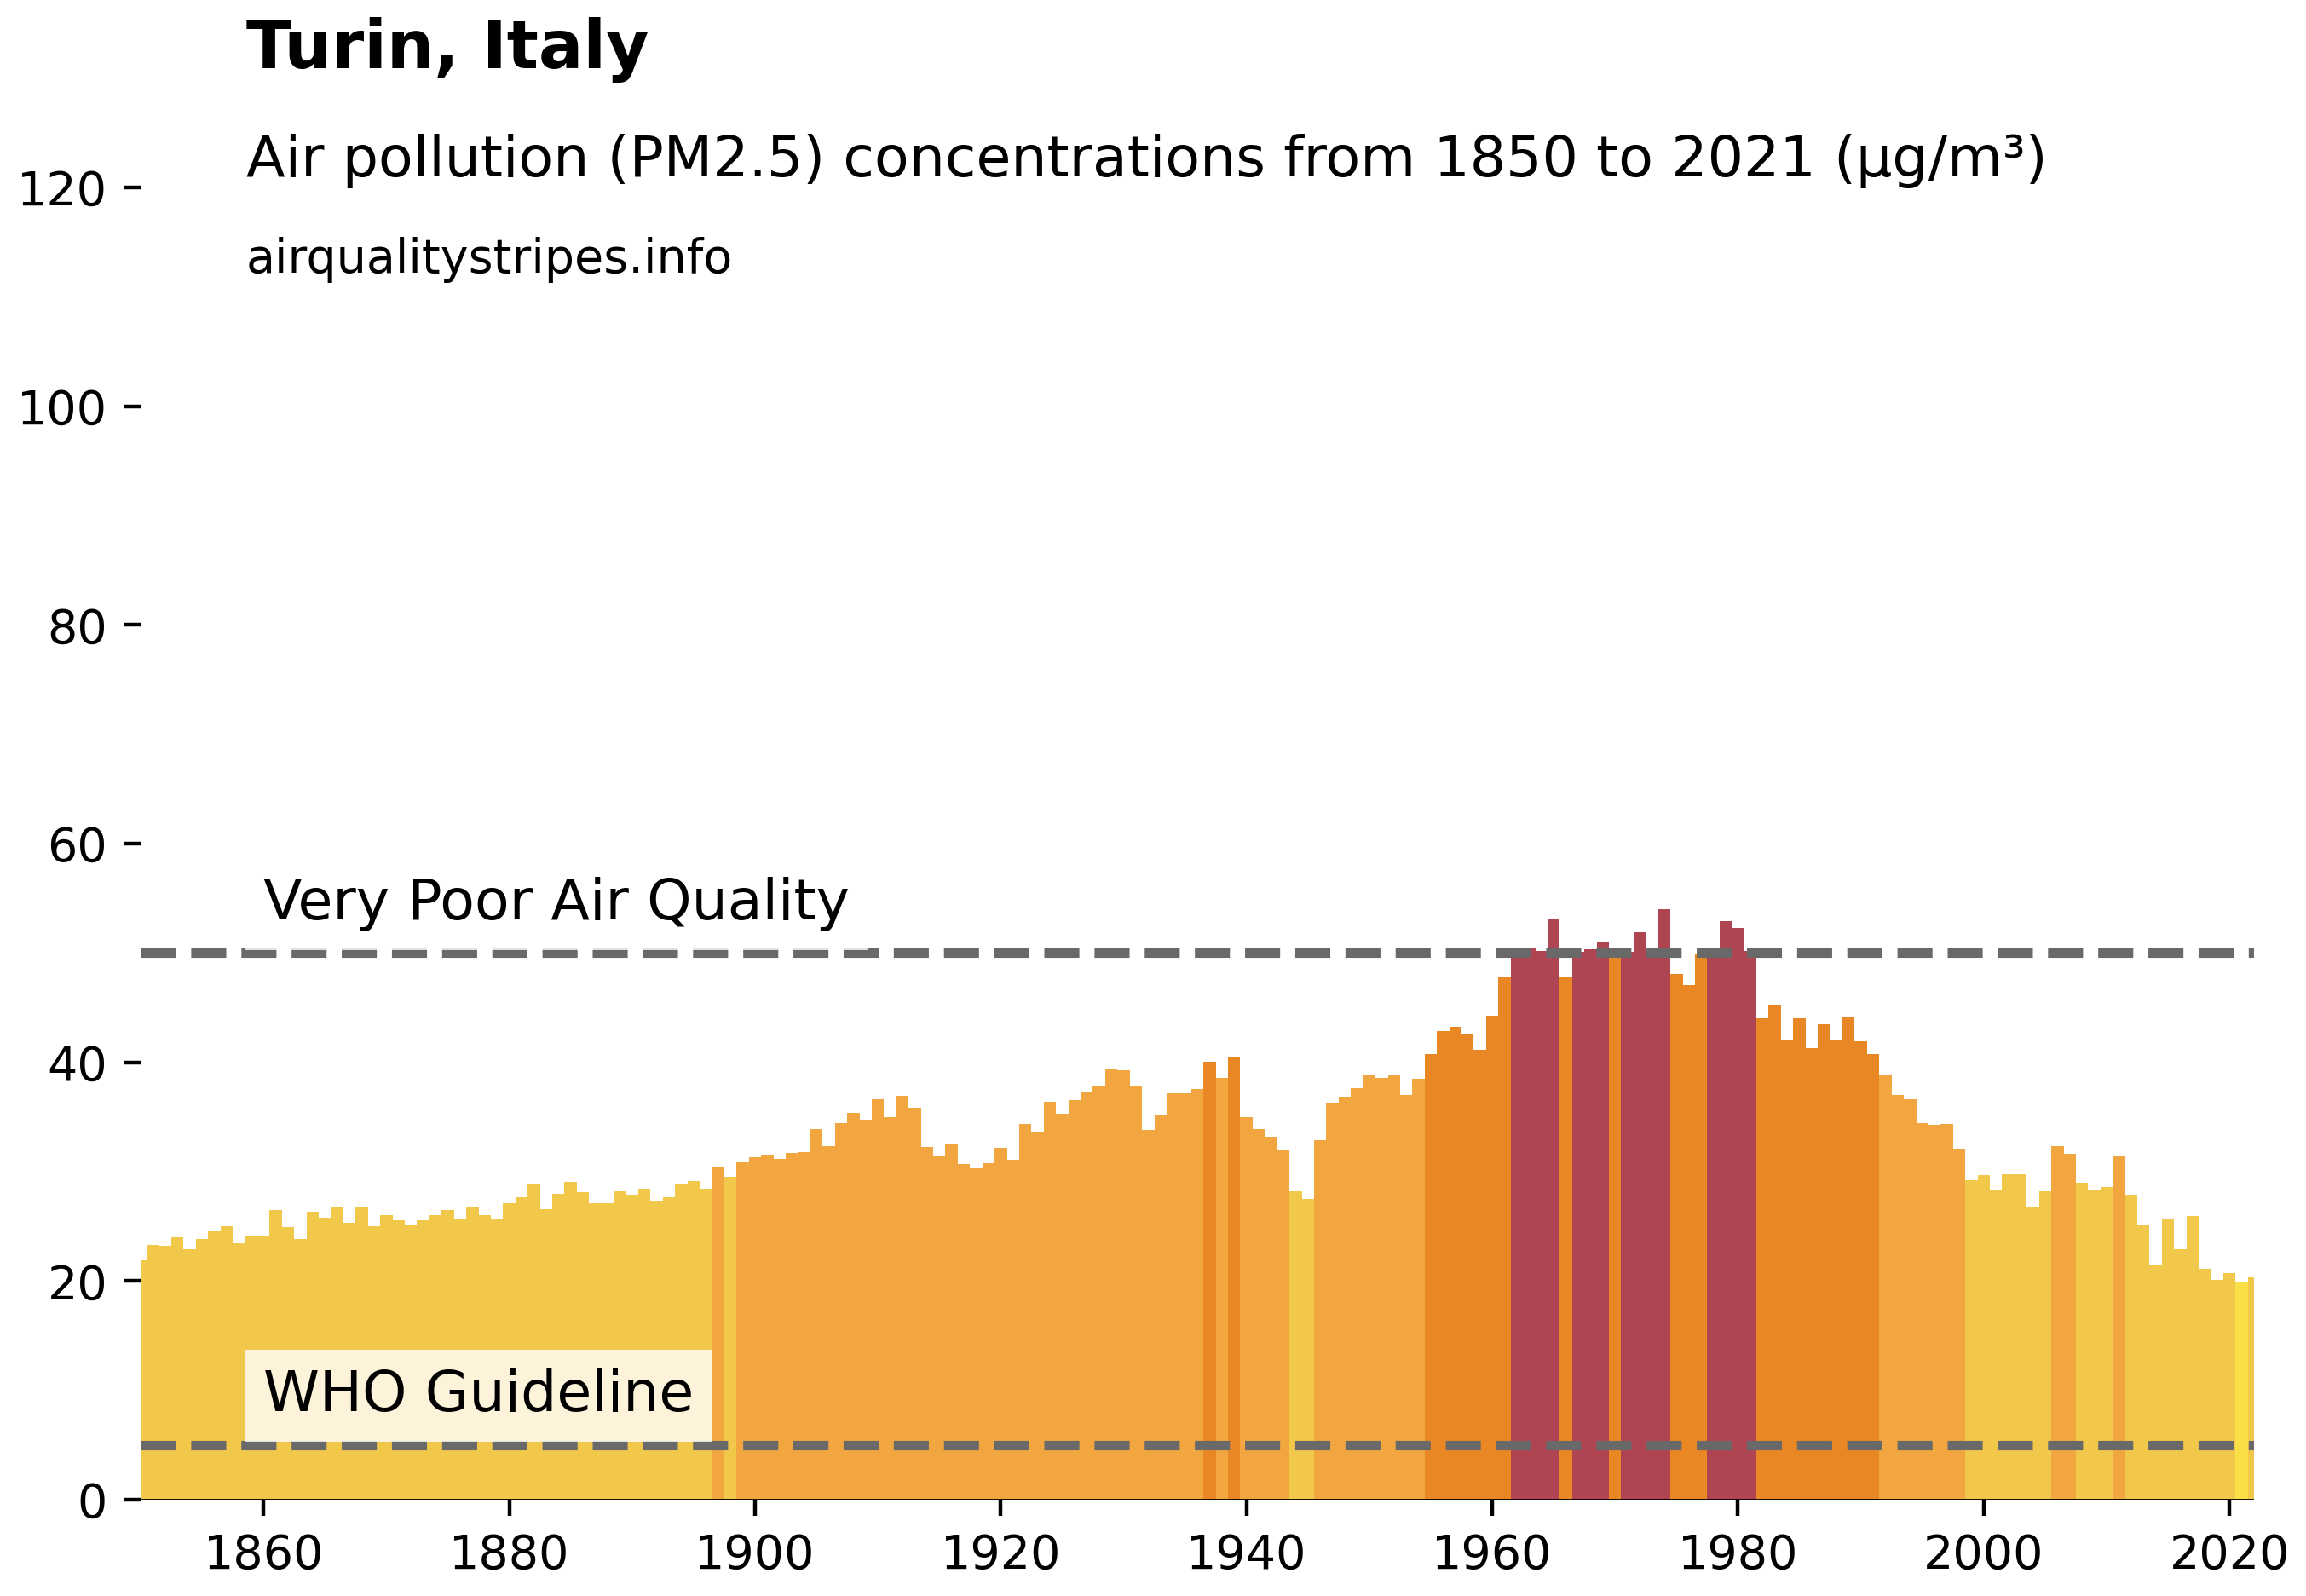 Turin, Italy
Air pollution (PM2.5) concentrations from 1850 to 2021 (µg/m³)
airqualitystripes.info
120
100
80
60
Very Poor Air Quality
40
20
WHO Guideline
0
1860 1880 1900 1920 1940 1960 1980 2000 2020